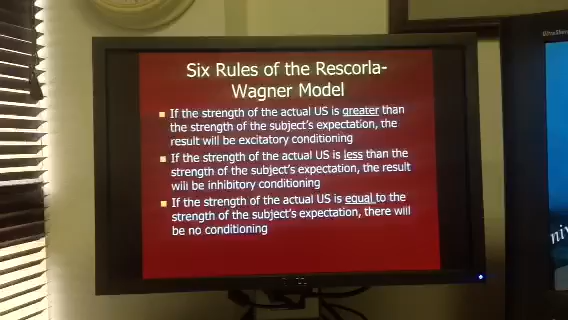 Six Rules of the Rescorla-
Wagner Model
If the strength of the actual US is greater than
the strength of the subject's expectation, the
result will be excitatory conditioning
If the strength of the actual US is less than the
strength of the subject's expectation, the result
will be inhibitory conditioning
If the strength of the actual US is equal to the
strength of the subject's expectation, there will
be no conditioning